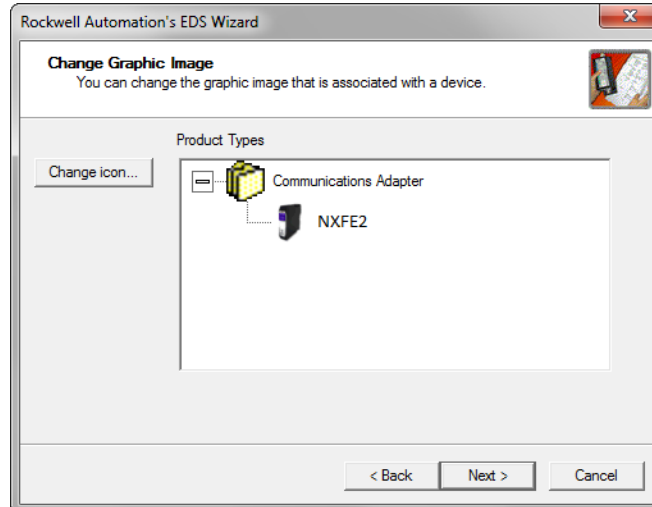 Rockwell Automation's EDS Wizard
Change Graphic Image
You can change the graphic image that is associated with a device.
Product Types
Change icon...
Communications Adapter
NXFE2
< Back
Next >
Cancel